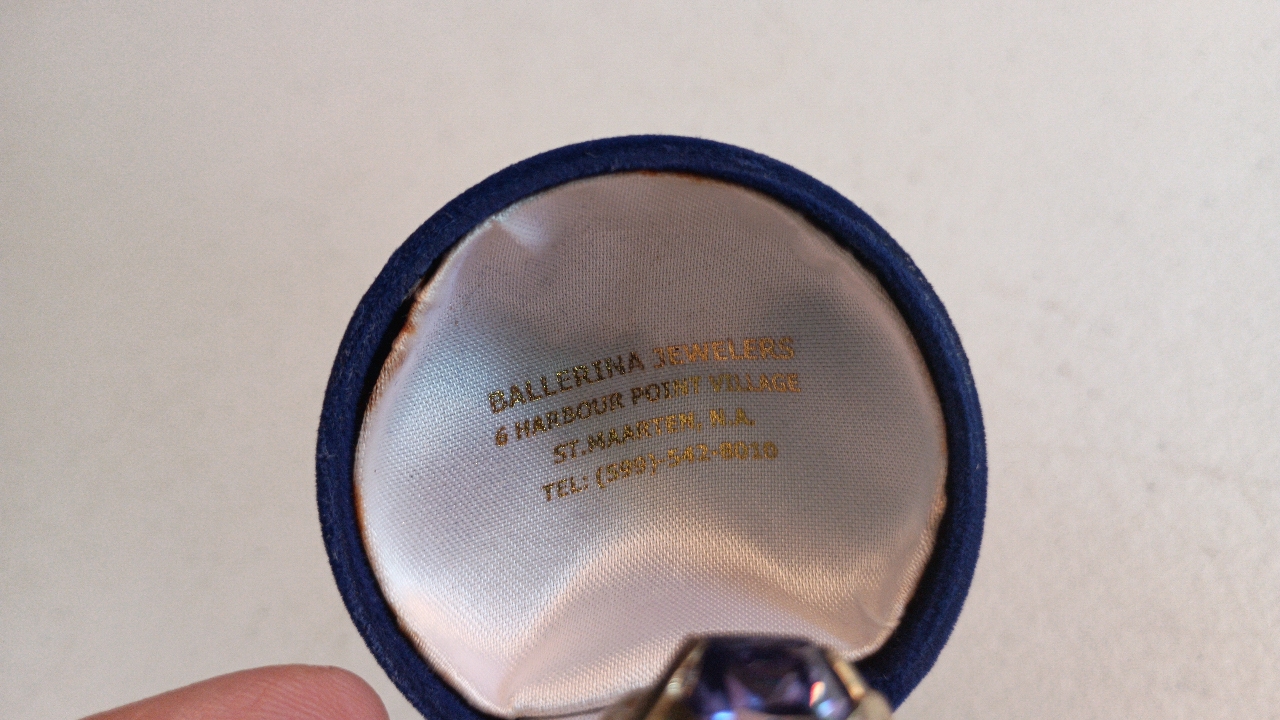 BALLERINA JEWELERS
6 HARBOUR POINT VILLAGE
ST.MAARTEN, N.A.
TEL: (599)-542-8010